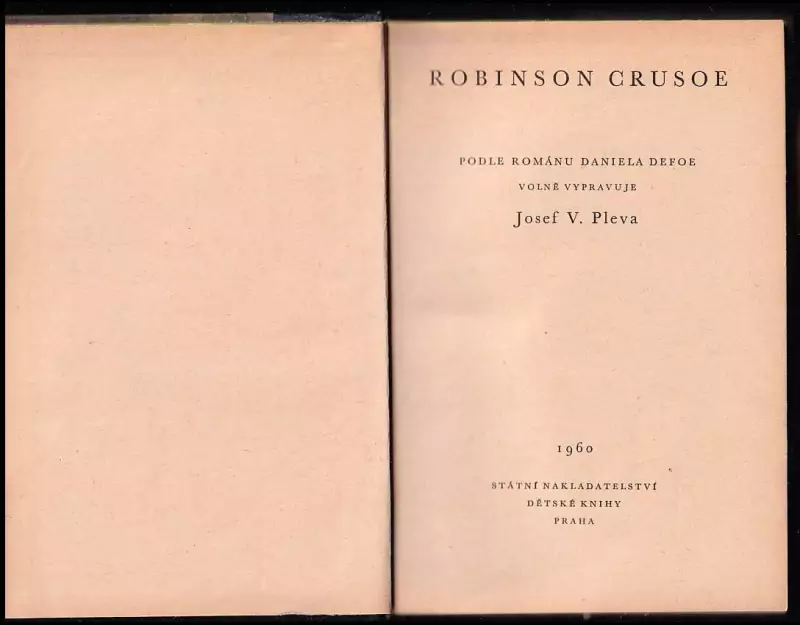 ROBINSON CRUSOE
PODLE ROMÁNU DANIELA DEFOE
VOLNĚ VYPRAVUJE
Josef V. Pleva
1960
STÁTNÍ NAKLADATELSTVÍ
DĚTSKÉ KNIHY
PRAHA